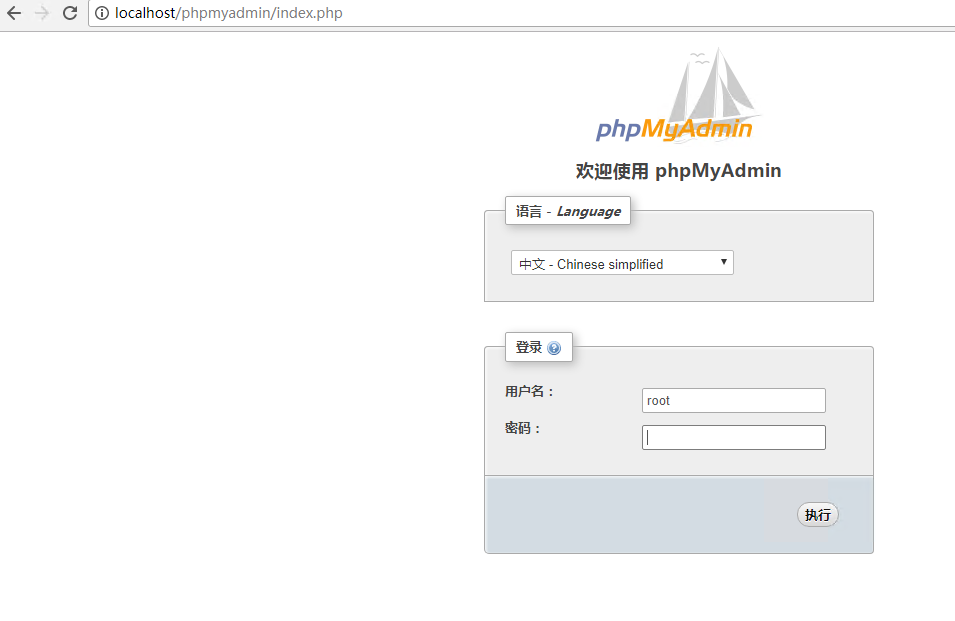 localhost/phpmyadmin/index.php
phpMyAdmin
欢迎使用 phpMyAdmin
语言 - Language
中文 - Chinese simplified
登录
用户名：
root
密码：
执行